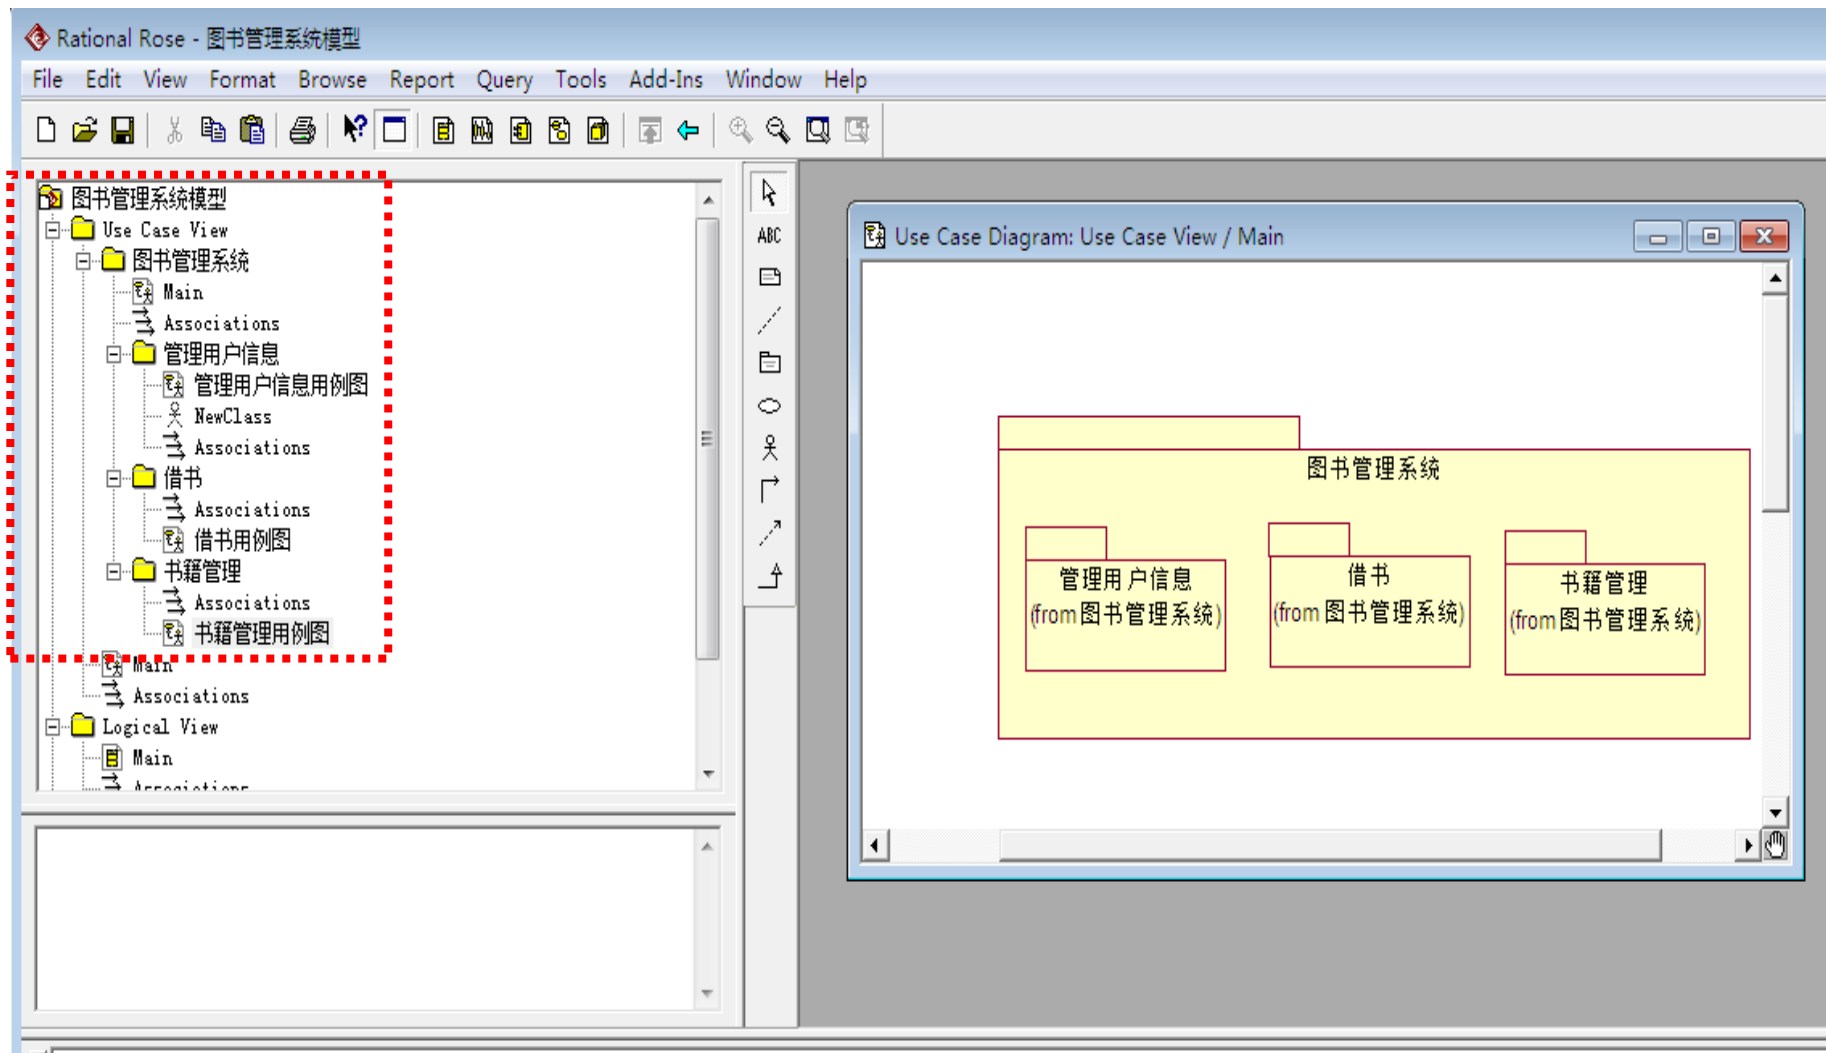 Rational Rose - 图书管理系统模型
File Edit View Format Browse Report Query Tools Add-Ins Window Help
图书管理系统模型
Use Case View
图书管理系统
Main
Associations
管理用户信息
管理用户信息用例图
NewClass
Associations
借书
Associations
借书用例图
书籍管理
Associations
书籍管理用例图
Main
Associations
Logical View
Main
Associations
ABC
Use Case Diagram: Use Case View / Main
图书管理系统
管理用户信息
(from 图书管理系统)
借书
(from 图书管理系统)
书籍管理
(from 图书管理系统)